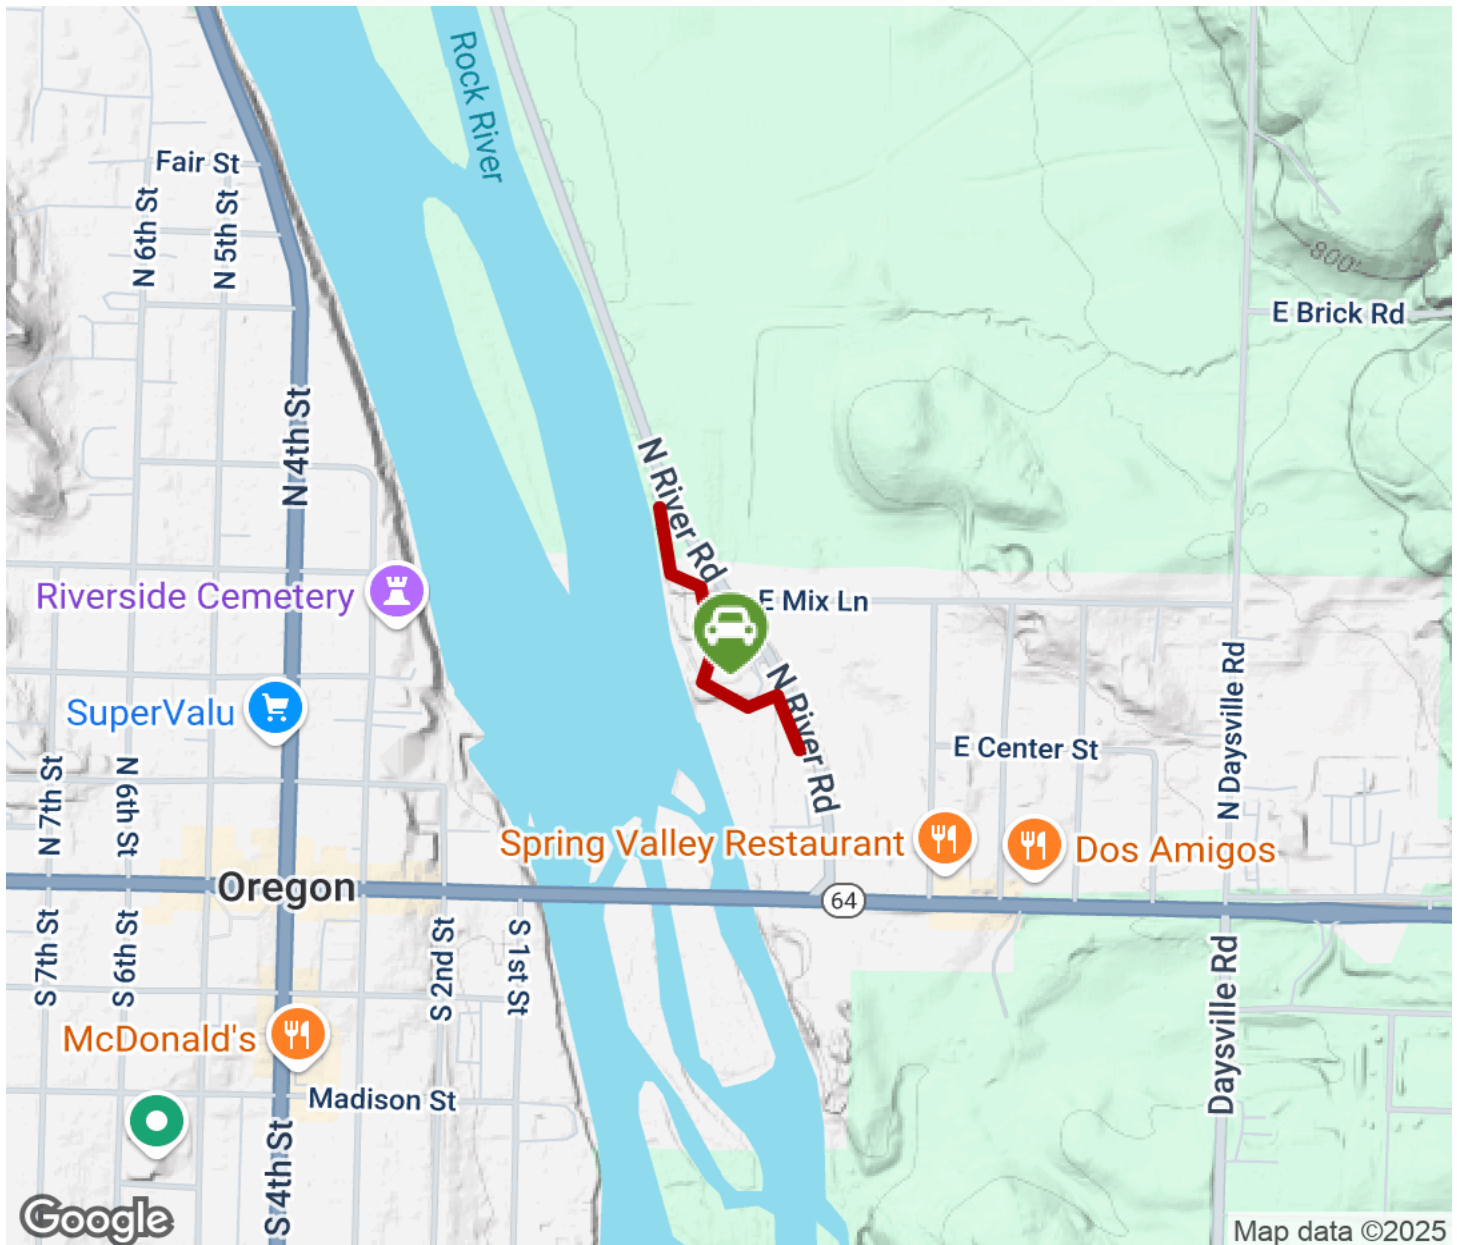 Rock River
Fair St
N 6th St
N 5th St
800'
E Brick Rd
N 4th St
N River Rd
Riverside Cemetery
E Mix Ln
SuperValu
N River Rd
N Daysville Rd
E Center St
N 7th St
N 6th St
Spring Valley Restaurant
Dos Amigos
Oregon
64
S 7th St
S 6th St
S 2nd St
S 1st St
Daysville Rd
McDonald's
Madison St
S 4th St
Google
Map data ©2025